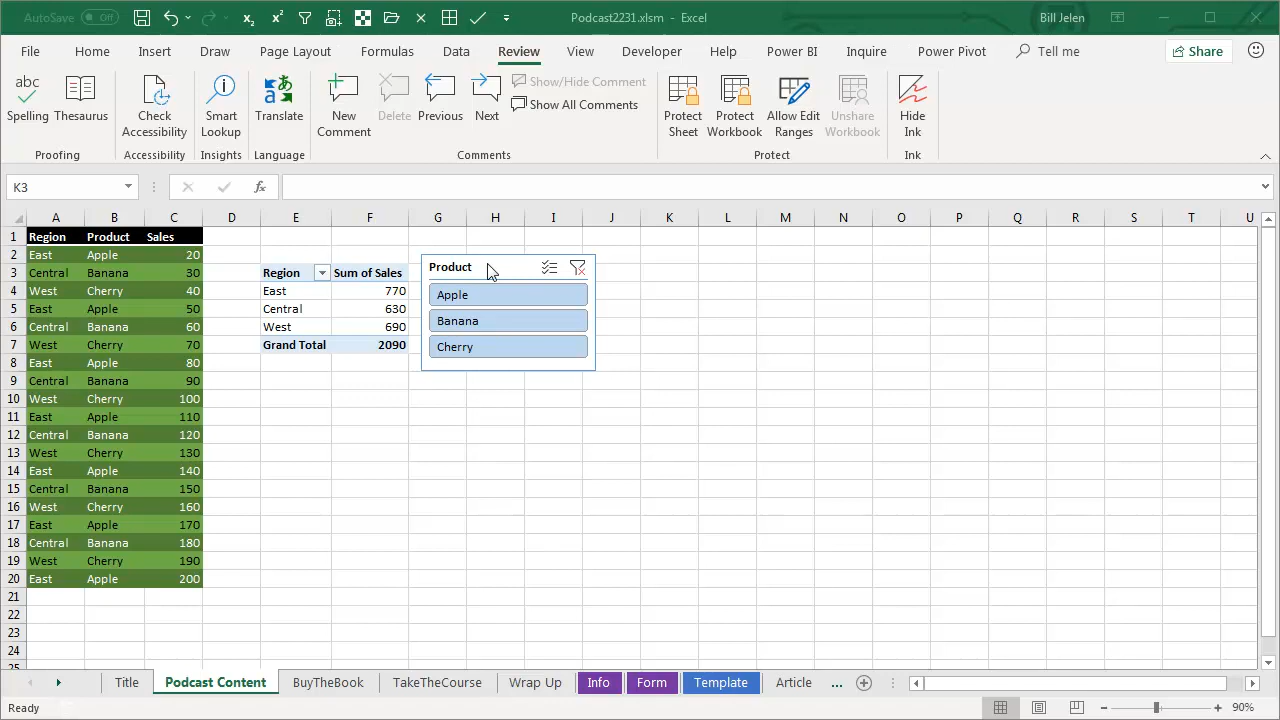 AutoSave Off Podcast2231.xlsm - Excel Bill Jelen
File Home Insert Draw Page Layout Formulas Data Review View Developer Help Power BI Inquire Power Pivot Tell me Share
abc Show/Hide Comment
Show All Comments
Spelling Thesaurus Check Accessibility Smart Lookup Translate New Comment Delete Previous Next Protect Sheet Protect Workbook Allow Edit Ranges Unshare Workbook Hide Ink
Proofing Accessibility Insights Language Comments Protect Ink
K3 fx
A B C D E F G H I J K L M N O P Q R S T U
1 Region Product Sales
2 East Apple 20 Product
3 Central Banana 30 Region Sum of Sales
4 West Cherry 40 East 770 Apple
5 East Apple 50 Central 630 Banana
6 Central Banana 60 West 690 Cherry
7 West Cherry 70 Grand Total 2090
8 East Apple 80
9 Central Banana 90
10 West Cherry 100
11 East Apple 110
12 Central Banana 120
13 West Cherry 130
14 East Apple 140
15 Central Banana 150
16 West Cherry 160
17 East Apple 170
18 Central Banana 180
19 West Cherry 190
20 East Apple 200
21
22
23
24
25
Title Podcast Content BuyTheBook TakeTheCourse Wrap Up Info Form Template Article ...
Ready 90%